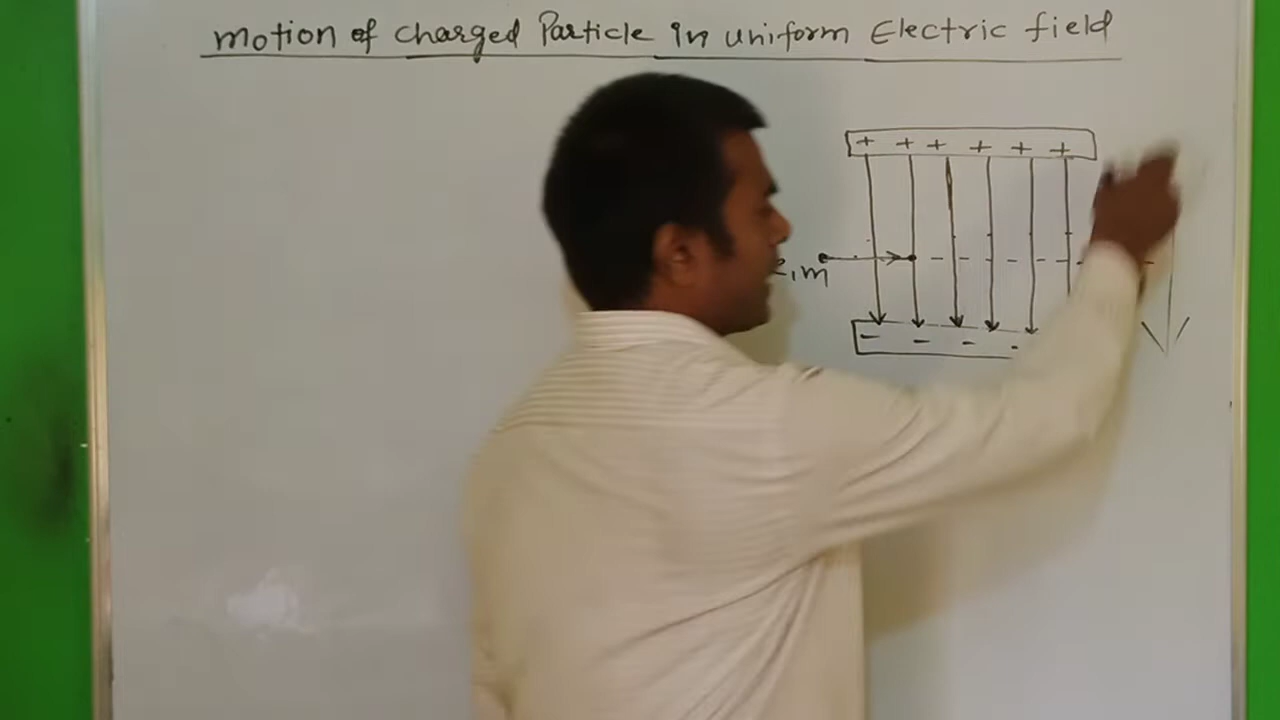 motion of charged Particle in uniform Electric field
+ + + + + +
,m
- - - -